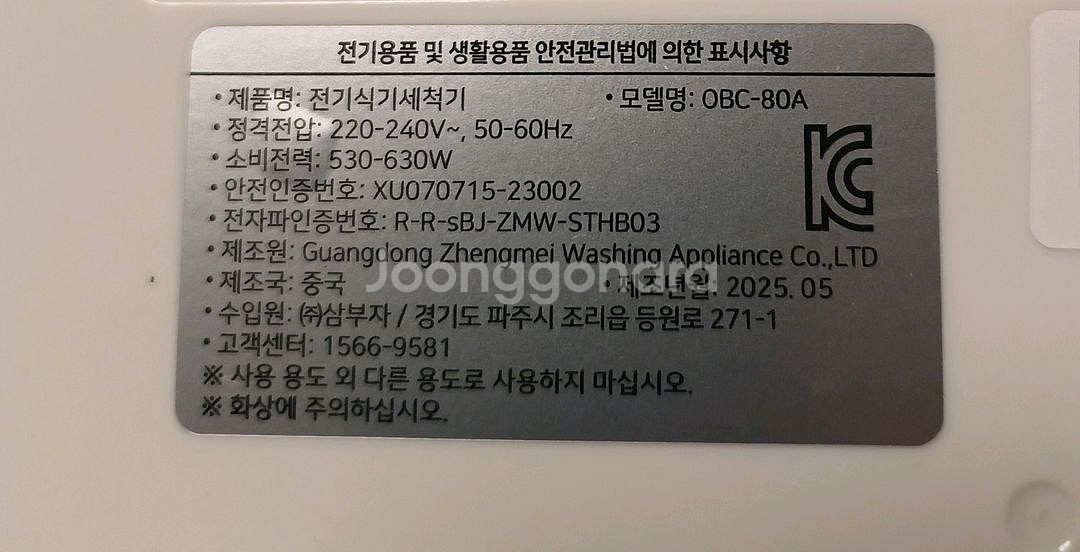 전기용품 및 생활용품 안전관리법에 의한 표시사항
• 제품명: 전기식기세척기 • 모델명: OBC-80A
• 정격전압: 220-240V~, 50-60Hz
• 소비전력: 530-630W
• 안전인증번호: XU070715-23002
• 전자파인증번호: R-R-sBJ-ZMW-STHB03
• 제조원: Guangdong Zhengmei Washing Appliance Co.,LTD
Joonggonara
• 제조국: 중국 • 제조년월: 2025. 05
• 수입원: ㈜삼부자 / 경기도 파주시 조리읍 등원로 271-1
• 고객센터: 1566-9581
※ 사용 용도 외 다른 용도로 사용하지 마십시오.
※ 화상에 주의하십시오.